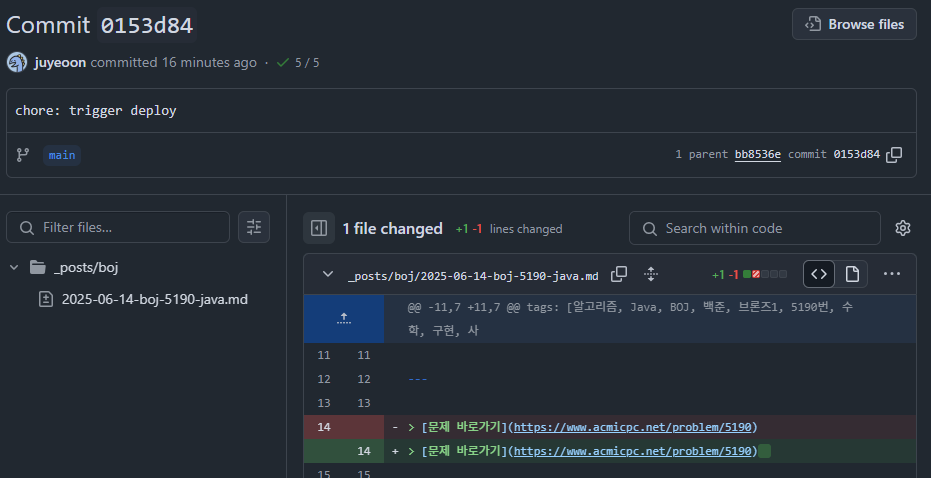 Commit 0153d84
Browse files
juyeoon committed 16 minutes ago · 5 / 5
chore: trigger deploy
main
1 parent bb8536e commit 0153d84
Filter files...
_posts/boj
2025-06-14-boj-5190-java.md
1 file changed +1 -1 lines changed
Search within code
_posts/boj/2025-06-14-boj-5190-java.md
+1 -1
@@ -11,7 +11,7 @@ tags: [알고리즘, Java, BOJ, 백준, 브론즈1, 5190번, 수
학, 구현, 사
11 11
12 12 ---
13 13
14 - > [문제 바로가기](https://www.acmicpc.net/problem/5190)
14 + > [문제 바로가기](https://www.acmicpc.net/problem/5190)
15 15